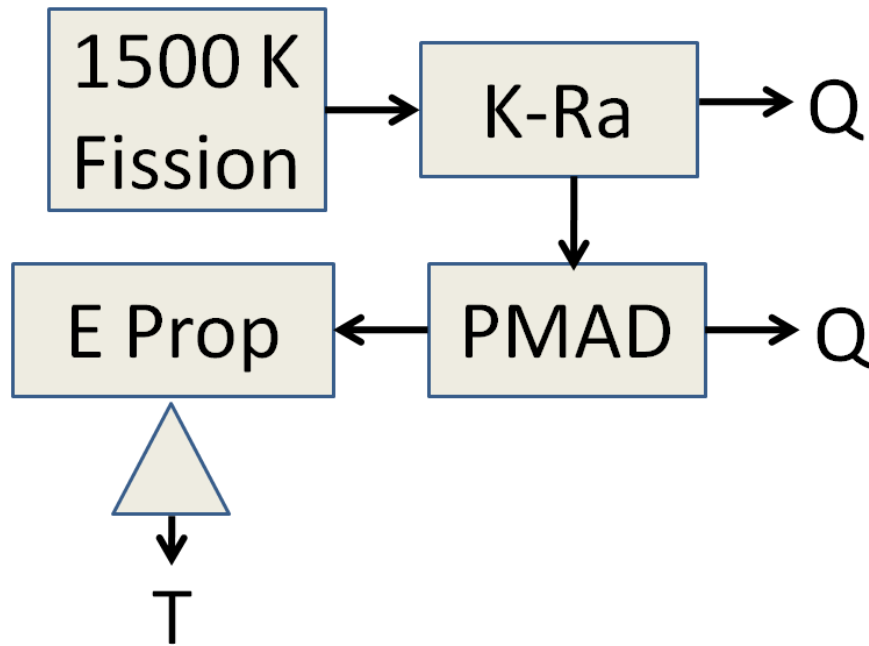 1500 K
Fission
K-Ra
Q
E Prop
PMAD
Q
T